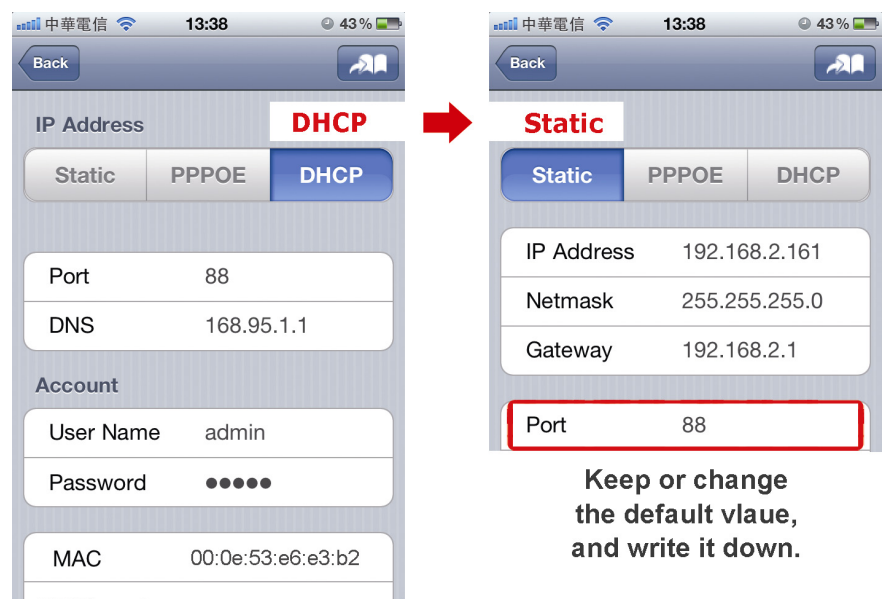 中華電信 13:38 43%
Back
IP Address DHCP
Static PPPOE DHCP
Port 88
DNS 168.95.1.1
Account
User Name admin
Password ●●●●●
MAC 00:0e:53:e6:e3:b2
中華電信 13:38 43%
Back
Static
Static PPPOE DHCP
IP Address 192.168.2.161
Netmask 255.255.255.0
Gateway 192.168.2.1
Port 88
Keep or change
the default vlaue,
and write it down.